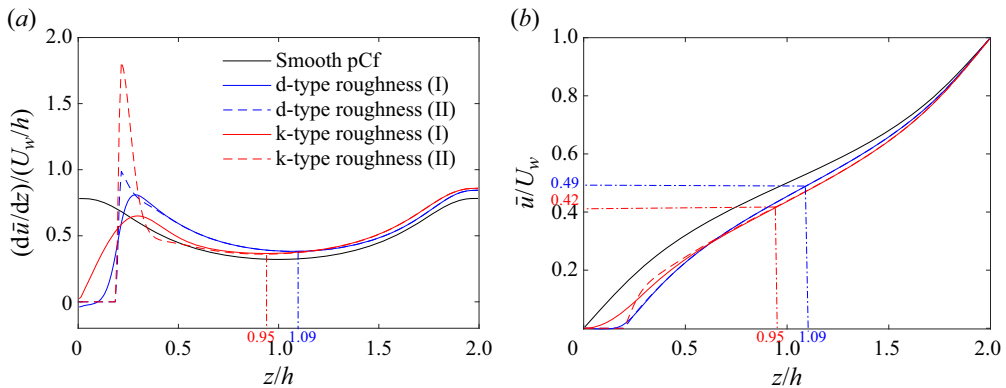 (a)
(dū/dz)/(U_w/h)
2.0
1.5
1.0
0.5
0
Smooth pCf
d-type roughness (I)
d-type roughness (II)
k-type roughness (I)
k-type roughness (II)
0.95 1.09
0 0.5 1.0 1.5 2.0
z/h
(b)
ū/U_w
1.0
0.8
0.6
0.49
0.42
0.4
0.2
0.95 1.09
0 0.5 1.0 1.5 2.0
z/h